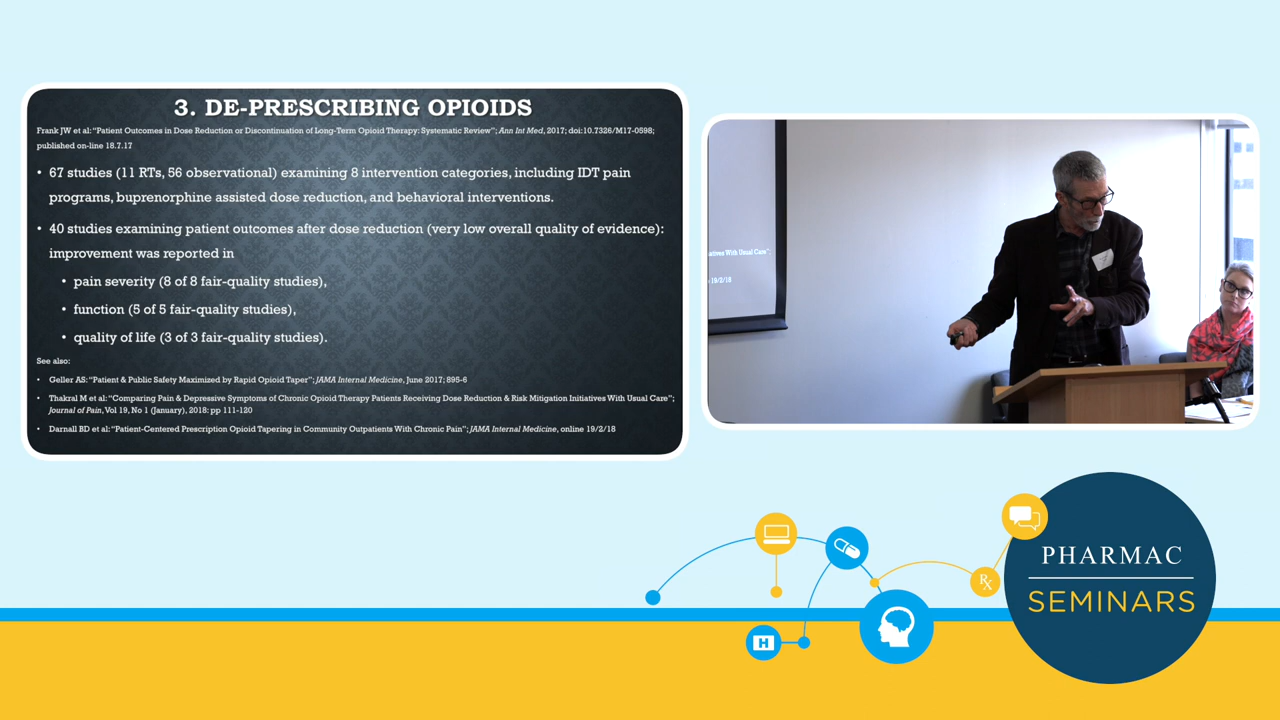 3. DE-PRESCRIBING OPIOIDS
Frank JW et al: "Patient Outcomes in Dose Reduction or Discontinuation of Long-Term Opioid Therapy: Systematic Review"; Ann Int Med, 2017; doi:10.7326/M17-0598;
published on-line 18.7.17
• 67 studies (11 RTs, 56 observational) examining 8 intervention categories, including IDT pain
programs, buprenorphine assisted dose reduction, and behavioral interventions.
• 40 studies examining patient outcomes after dose reduction (very low overall quality of evidence):
improvement was reported in
• pain severity (8 of 8 fair-quality studies),
• function (5 of 5 fair-quality studies),
• quality of life (3 of 3 fair-quality studies).
See also:
• Geller AS: "Patient & Public Safety Maximized by Rapid Opioid Taper"; JAMA Internal Medicine, June 2017; 895-6
• Thakral M et al: "Comparing Pain & Depressive Symptoms of Chronic Opioid Therapy Patients Receiving Dose Reduction & Risk Mitigation Initiatives With Usual Care";
Journal of Pain, Vol 19, No 1 (January), 2018: pp 111-120
• Darnall BD et al: "Patient-Centered Prescription Opioid Tapering in Community Outpatients With Chronic Pain"; JAMA Internal Medicine, online 19/2/18
atives With Usual Care";
19/2/18
PHARMAC
SEMINARS
Rx
H